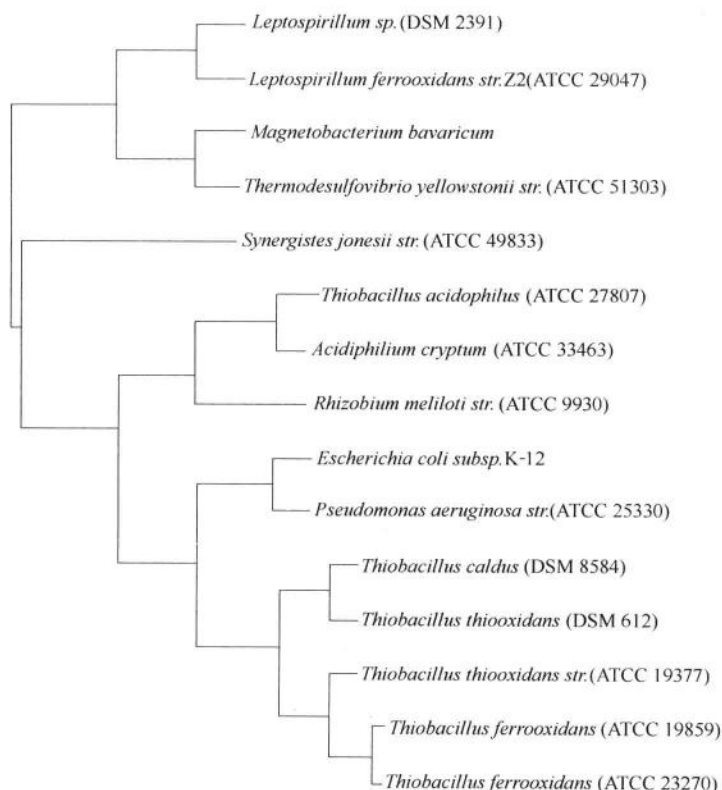 Leptospirillum sp. (DSM 2391)
Leptospirillum ferrooxidans str.Z2(ATCC 29047)
Magnetobacterium bavaricum
Thermodesulfovibrio yellowstonii str. (ATCC 51303)
Synergistes jonesii str. (ATCC 49833)
Thiobacillus acidophilus (ATCC 27807)
Acidiphilium cryptum (ATCC 33463)
Rhizobium meliloti str. (ATCC 9930)
Escherichia coli subsp.K-12
Pseudomonas aeruginosa str.(ATCC 25330)
Thiobacillus caldus (DSM 8584)
Thiobacillus thiooxidans (DSM 612)
Thiobacillus thiooxidans str.(ATCC 19377)
Thiobacillus ferrooxidans (ATCC 19859)
Thiobacillus ferrooxidans (ATCC 23270)